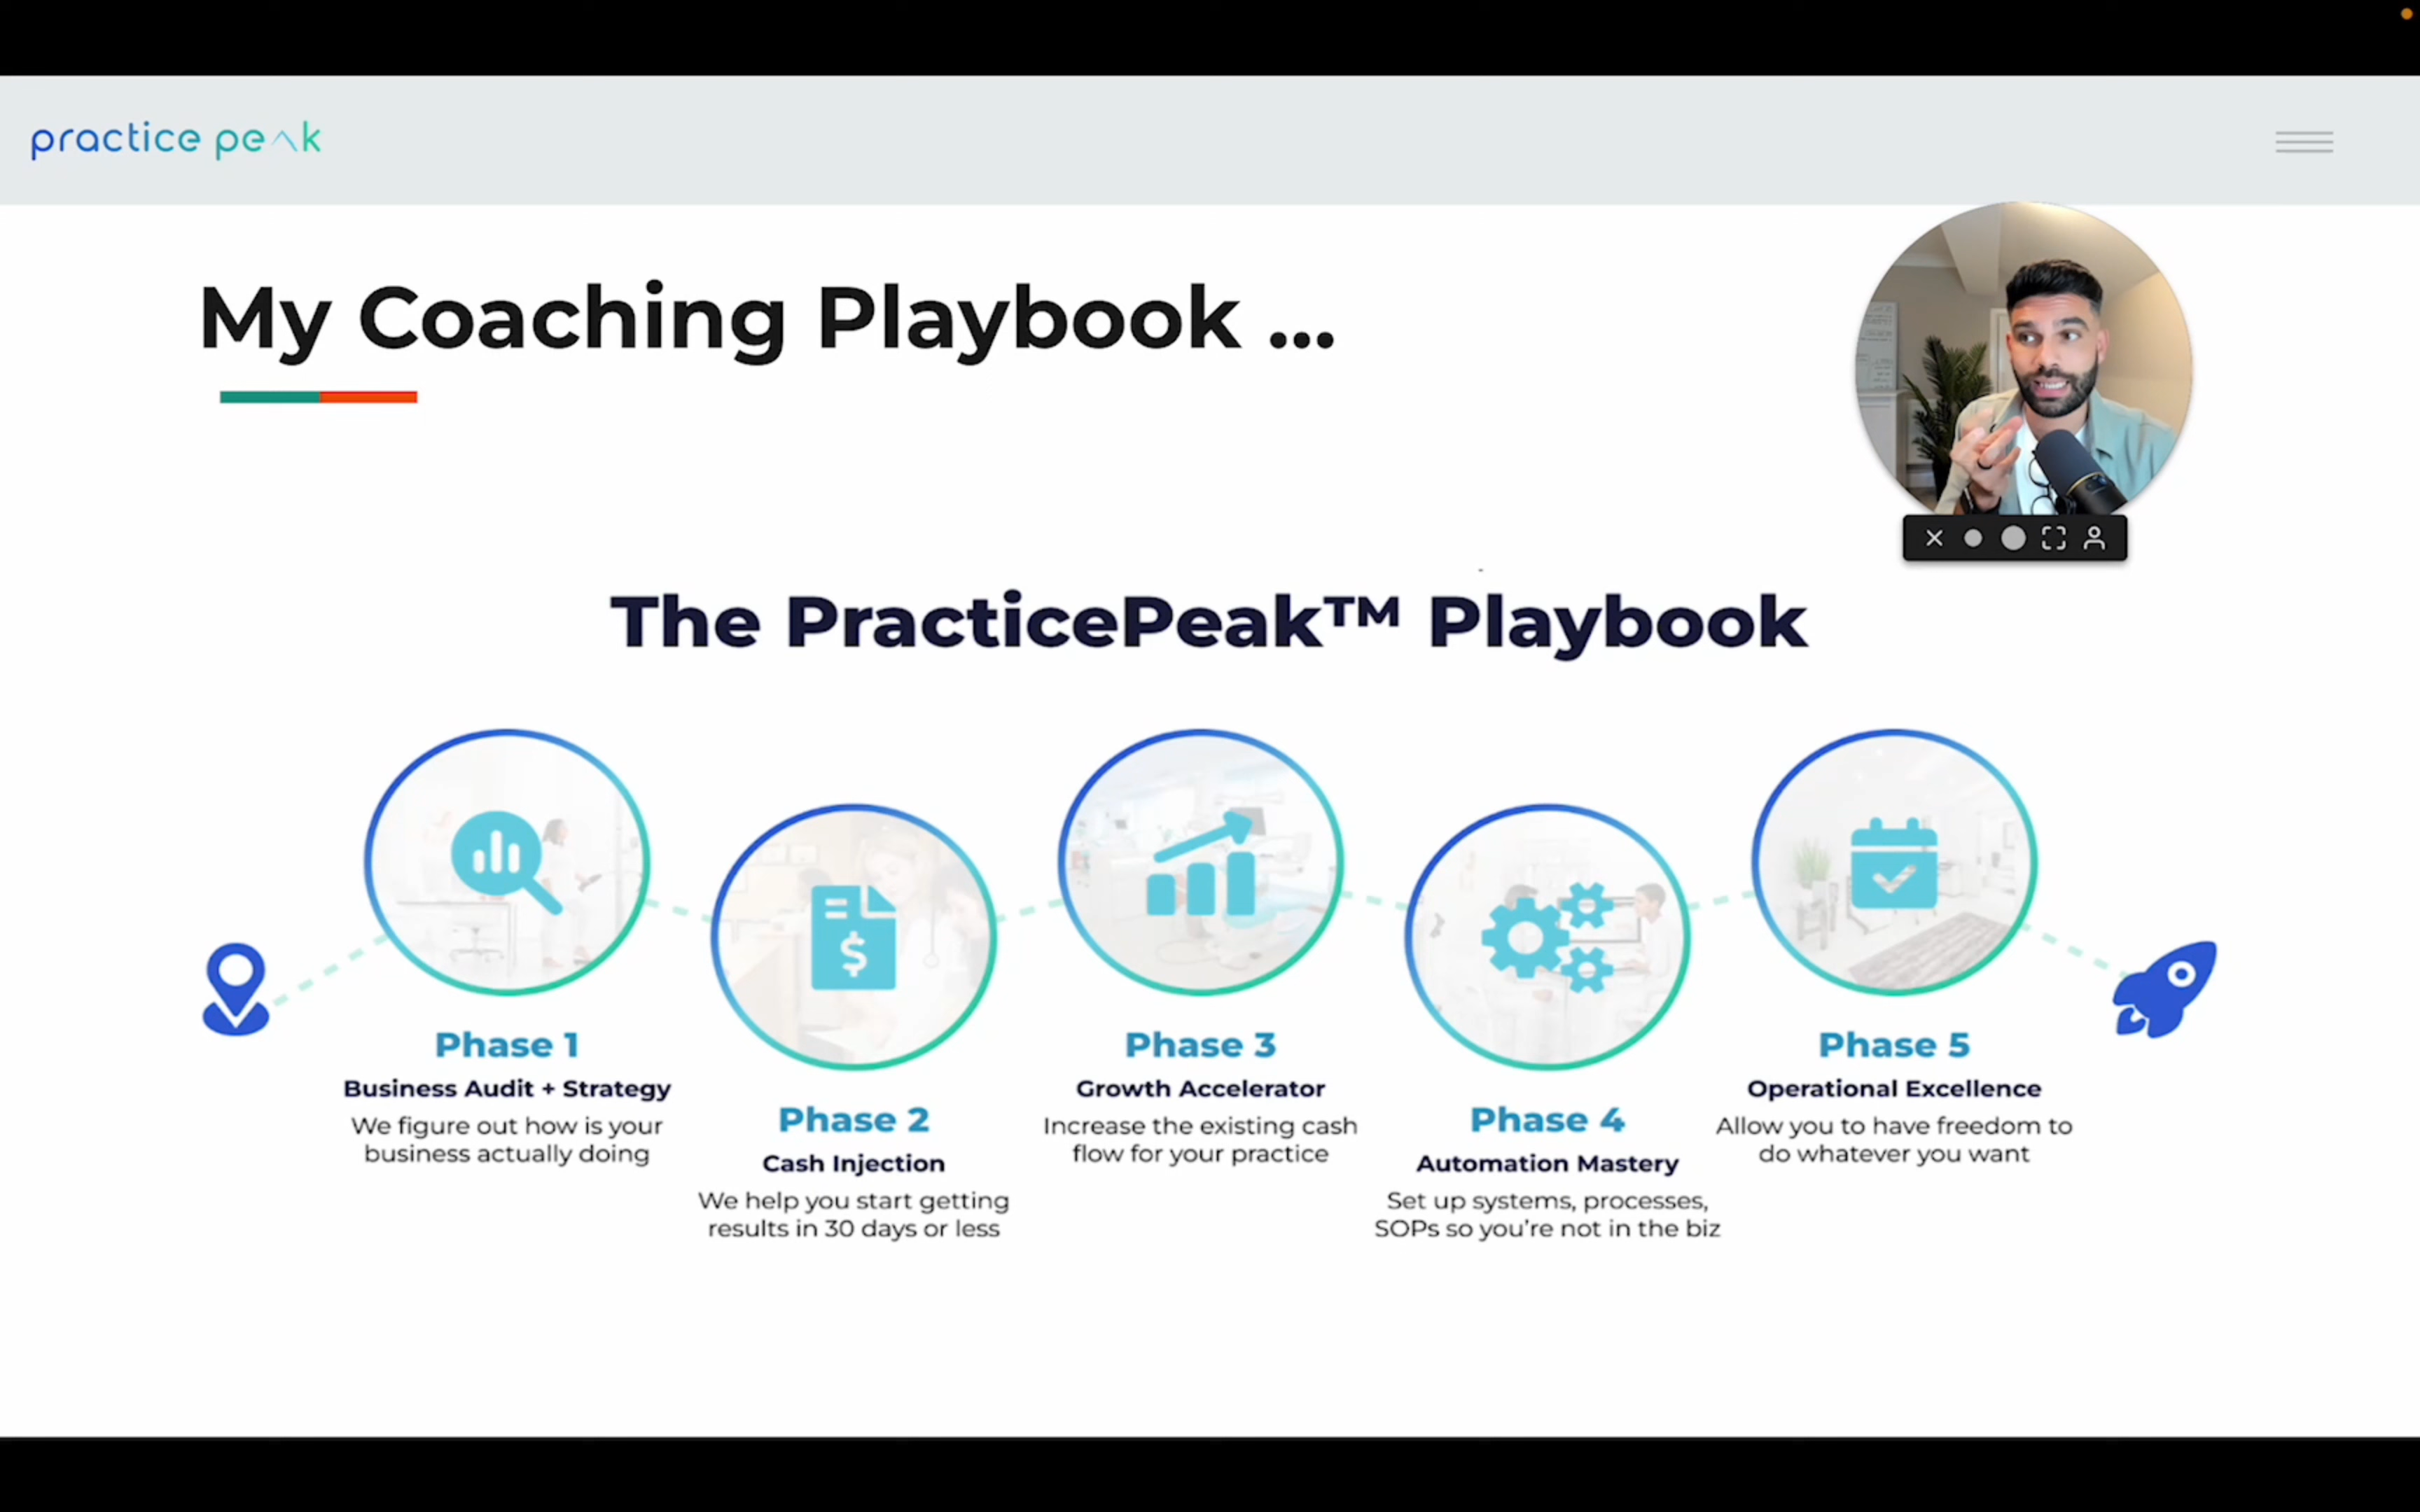 practice peak
My Coaching Playbook ...
The PracticePeak™ Playbook
Phase 1
Business Audit + Strategy
We figure out how is your
business actually doing
Phase 2
Cash Injection
We help you start getting
results in 30 days or less
Phase 3
Growth Accelerator
Increase the existing cash
flow for your practice
Phase 4
Automation Mastery
Set up systems, processes,
SOPs so you're not in the biz
Phase 5
Operational Excellence
Allow you to have freedom to
do whatever you want